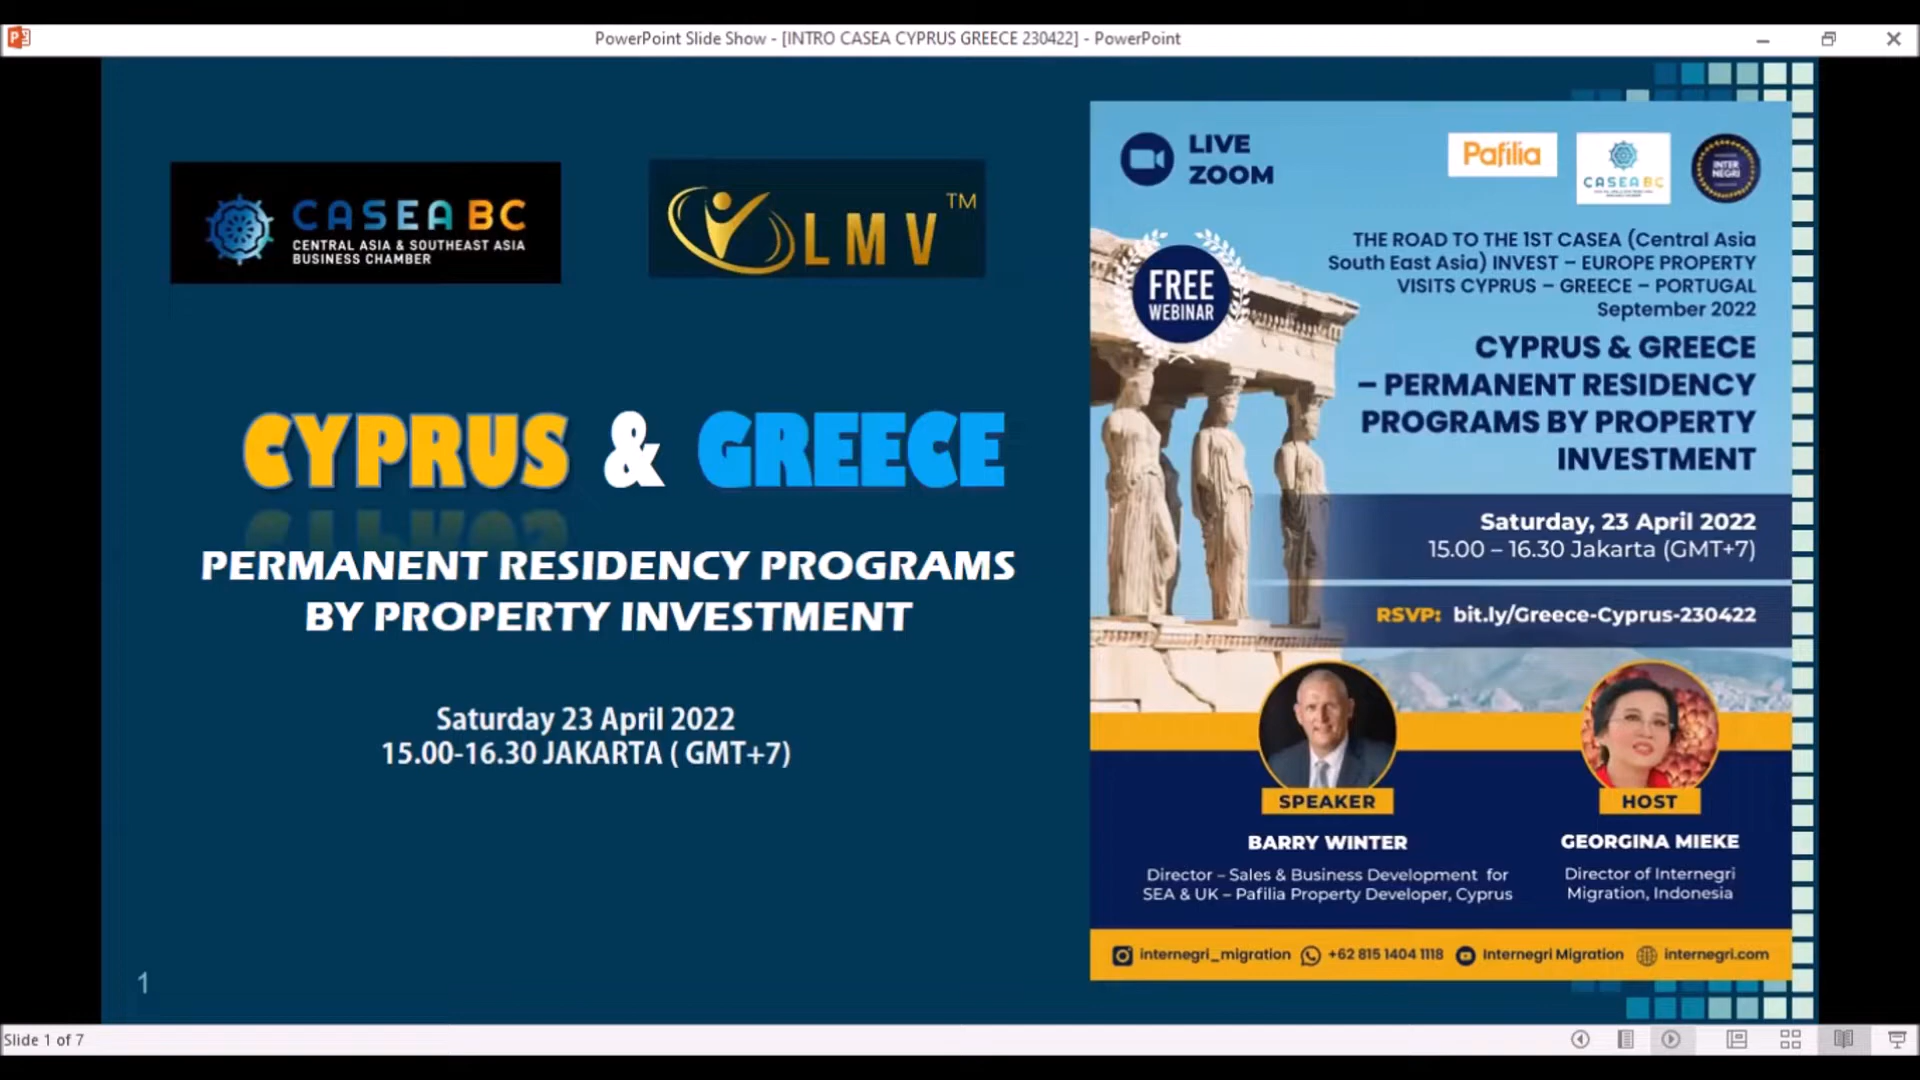 PowerPoint Slide Show - [INTRO CASEA CYPRUS GREECE 230422] - PowerPoint
CASEA BC
CENTRAL ASIA & SOUTHEAST ASIA
BUSINESS CHAMBER
LMV TM
CYPRUS & GREECE
PERMANENT RESIDENCY PROGRAMS
BY PROPERTY INVESTMENT
Saturday 23 April 2022
15.00-16.30 JAKARTA ( GMT+7)
1
LIVE
ZOOM
Pafilia
CASEA BC
INTER
NEGRI
FREE
WEBINAR
THE ROAD TO THE 1ST CASEA (Central Asia
South East Asia) INVEST – EUROPE PROPERTY
VISITS CYPRUS – GREECE – PORTUGAL
September 2022
CYPRUS & GREECE
– PERMANENT RESIDENCY
PROGRAMS BY PROPERTY
INVESTMENT
Saturday, 23 April 2022
15.00 – 16.30 Jakarta (GMT+7)
RSVP: bit.ly/Greece-Cyprus-230422
SPEAKER
BARRY WINTER
Director – Sales & Business Development for
SEA & UK – Pafilia Property Developer, Cyprus
HOST
GEORGINA MIEKE
Director of Internegri
Migration, Indonesia
internegri_migration +62 815 1404 1118 Internegri Migration internegri.com
Slide 1 of 7